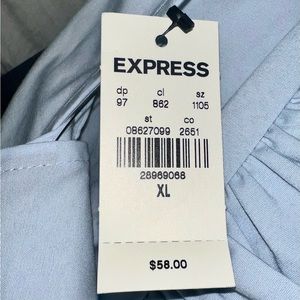 EXPRESS
dp cl sz
97 862 1105
st co
08627099 2651
28969068
XL
$58.00